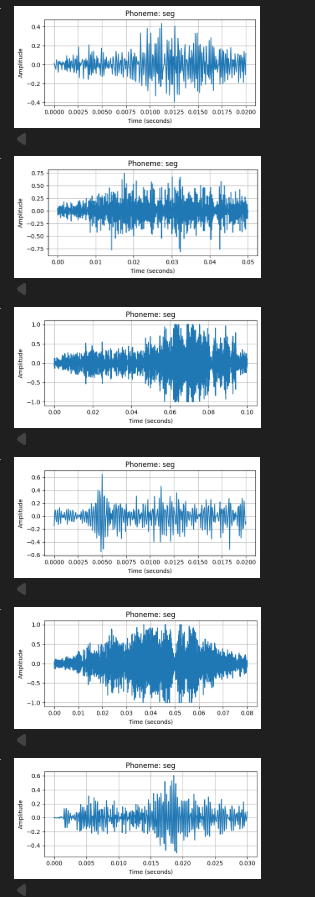 Phoneme: seg
0.4
0.2
0.0
−0.2
−0.4
Amplitude
0.0000 0.0025 0.0050 0.0075 0.0100 0.0125 0.0150 0.0175 0.0200
Time (seconds)
Phoneme: seg
0.75
0.50
0.25
0.00
−0.25
−0.50
−0.75
Amplitude
0.00 0.01 0.02 0.03 0.04 0.05
Time (seconds)
Phoneme: seg
1.0
0.5
0.0
−0.5
−1.0
Amplitude
0.00 0.02 0.04 0.06 0.08 0.10
Time (seconds)
Phoneme: seg
0.6
0.4
0.2
0.0
−0.2
−0.4
−0.6
Amplitude
0.0000 0.0025 0.0050 0.0075 0.0100 0.0125 0.0150 0.0175 0.0200
Time (seconds)
Phoneme: seg
1.0
0.5
0.0
−0.5
−1.0
Amplitude
0.00 0.01 0.02 0.03 0.04 0.05 0.06 0.07 0.08
Time (seconds)
Phoneme: seg
0.6
0.4
0.2
0.0
−0.2
−0.4
Amplitude
0.000 0.005 0.010 0.015 0.020 0.025 0.030
Time (seconds)